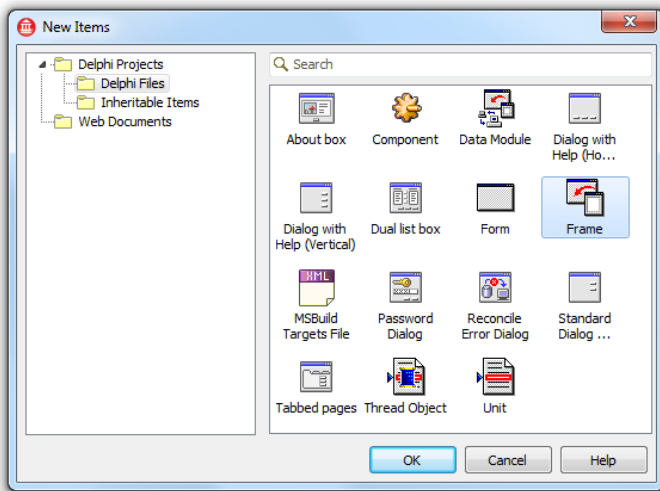 New Items
Delphi Projects
Delphi Files
Inheritable Items
Web Documents
Search
About box
Component
Data Module
Dialog with
Help (Ho...
Dialog with
Help (Vertical)
Dual list box
Form
Frame
XML
MSBuild
Targets File
Password
Dialog
Reconcile
Error Dialog
Standard
Dialog ...
Tabbed pages
Thread Object
Unit
OK
Cancel
Help